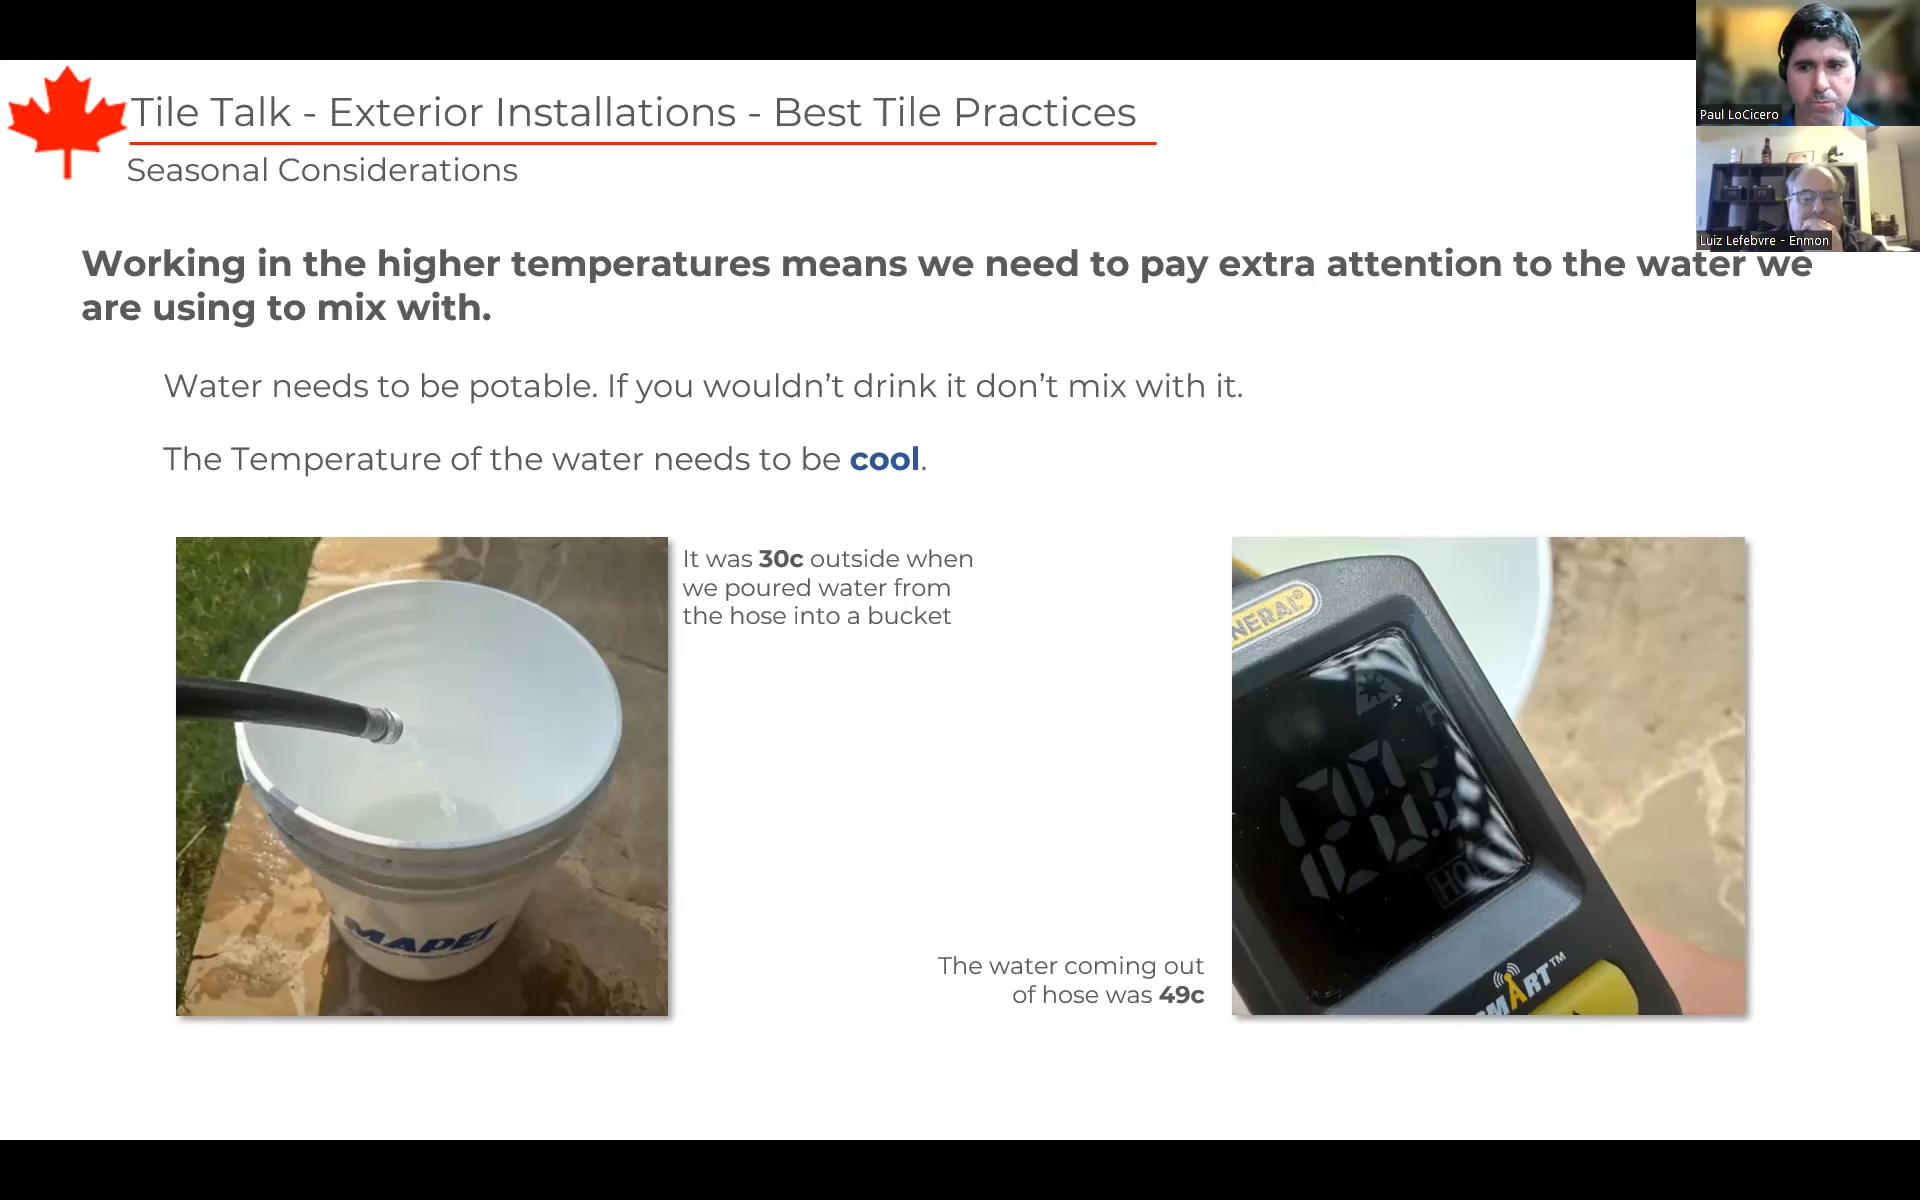 Tile Talk - Exterior Installations - Best Tile Practices
Seasonal Considerations
Paul LoCicero
Luiz Lefebvre - Enmon
Working in the higher temperatures means we need to pay extra attention to the water we
are using to mix with.
Water needs to be potable. If you wouldn’t drink it don’t mix with it.
The Temperature of the water needs to be cool.
It was 30c outside when
we poured water from
the hose into a bucket
MAPEI
The water coming out
of hose was 49c
NERAL®
°F
120.6
HOL
MART™